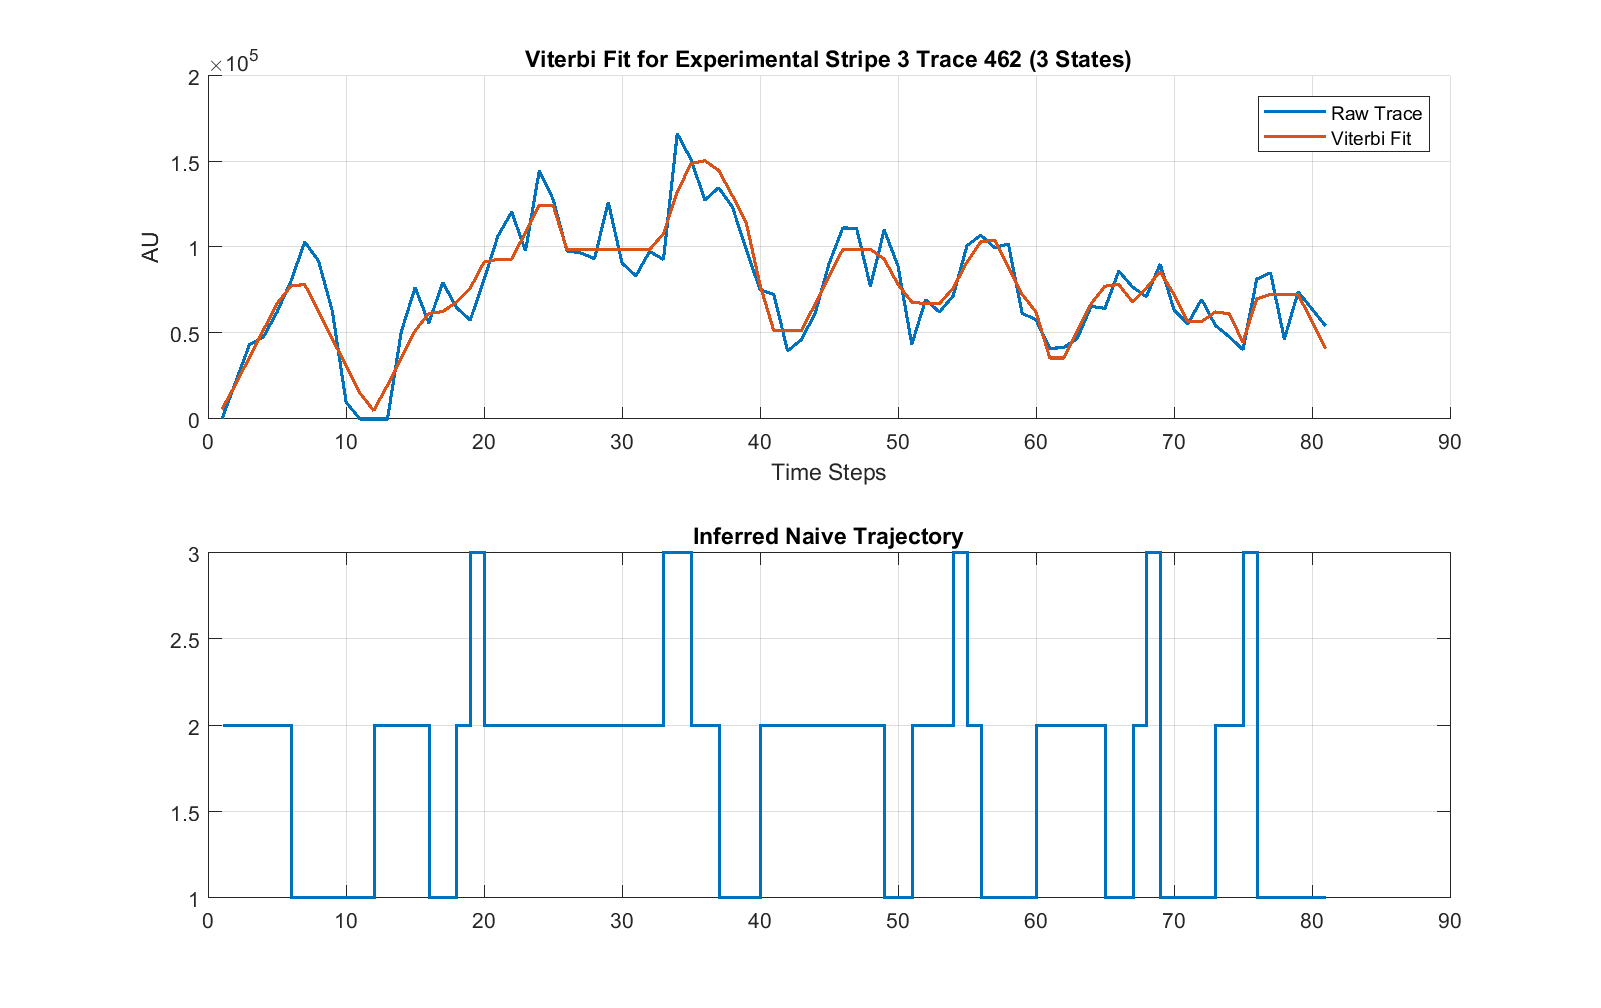 Viterbi Fit for Experimental Stripe 3 Trace 462 (3 States)
×10^5
2
1.5
1
0.5
0
AU
Raw Trace
Viterbi Fit
0 10 20 30 40 50 60 70 80 90
Time Steps
Inferred Naive Trajectory
3
2.5
2
1.5
1
0 10 20 30 40 50 60 70 80 90